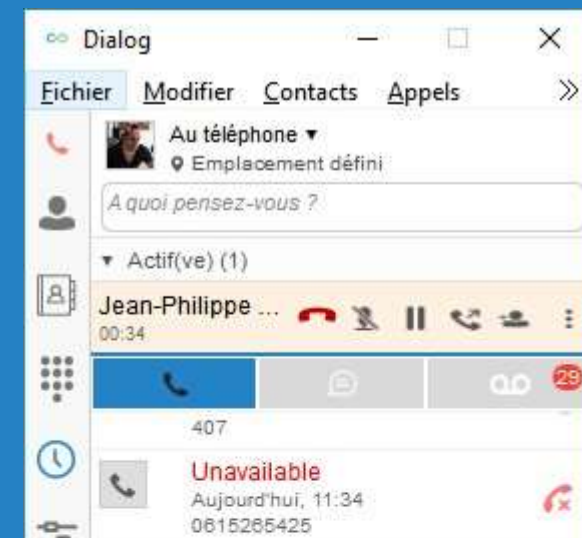 Dialog
Fichier Modifier Contacts Appels
Au téléphone
Emplacement défini
A quoi pensez-vous ?
Actif(ve) (1)
Jean-Philippe ...
00:34
29
407
Unavailable
Aujourd'hui, 11:34
0615265425